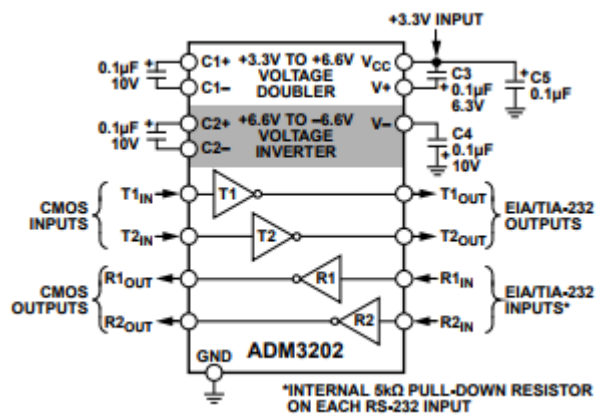 +3.3V INPUT
C1+
+3.3V TO +6.6V
VOLTAGE
DOUBLER
VCC
0.1µF
10V
C1–
V+
C3
0.1µF
6.3V
C5
0.1µF
C2+
+6.6V TO –6.6V
VOLTAGE
INVERTER
V–
0.1µF
10V
C2–
C4
0.1µF
10V
CMOS
INPUTS
T1IN
T1
T1OUT
EIA/TIA-232
OUTPUTS
T2IN
T2
T2OUT
CMOS
OUTPUTS
R1OUT
R1
R1IN
EIA/TIA-232
INPUTS*
R2OUT
R2
R2IN
GND
ADM3202
*INTERNAL 5kΩ PULL-DOWN RESISTOR
ON EACH RS-232 INPUT